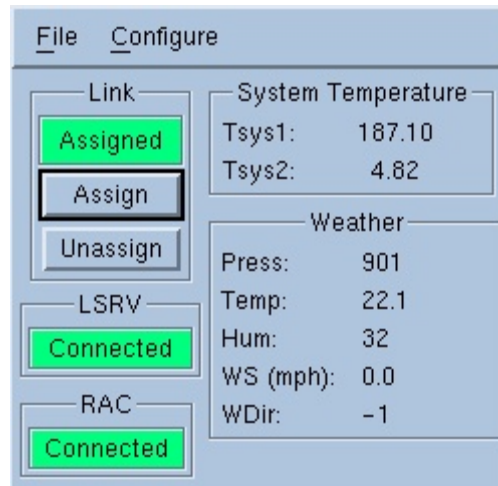 File Configure
Link
Assigned
Assign
Unassign
LSRV
Connected
RAC
Connected
System Temperature
Tsys1: 187.10
Tsys2: 4.82
Weather
Press: 901
Temp: 22.1
Hum: 32
WS (mph): 0.0
WDir: -1